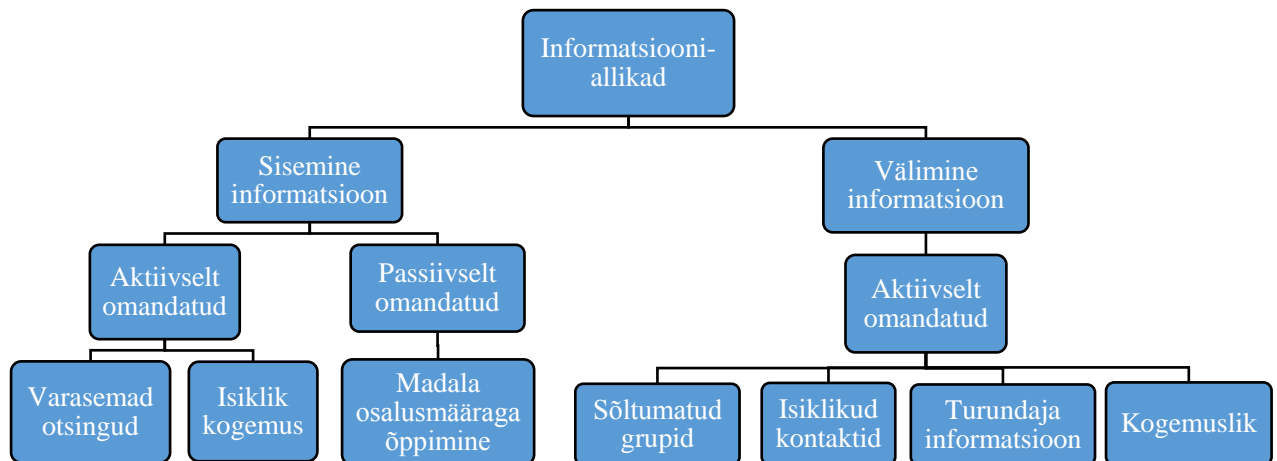 Informatsiooni-
allikad
Sisemine
informatsioon
Välimine
informatsioon
Aktiivselt
omandatud
Passiivselt
omandatud
Aktiivselt
omandatud
Varasemad
otsingud
Isiklik
kogemus
Madala
osalusmääraga
õppimine
Sõltumatud
grupid
Isiklikud
kontaktid
Turundaja
informatsioon
Kogemuslik